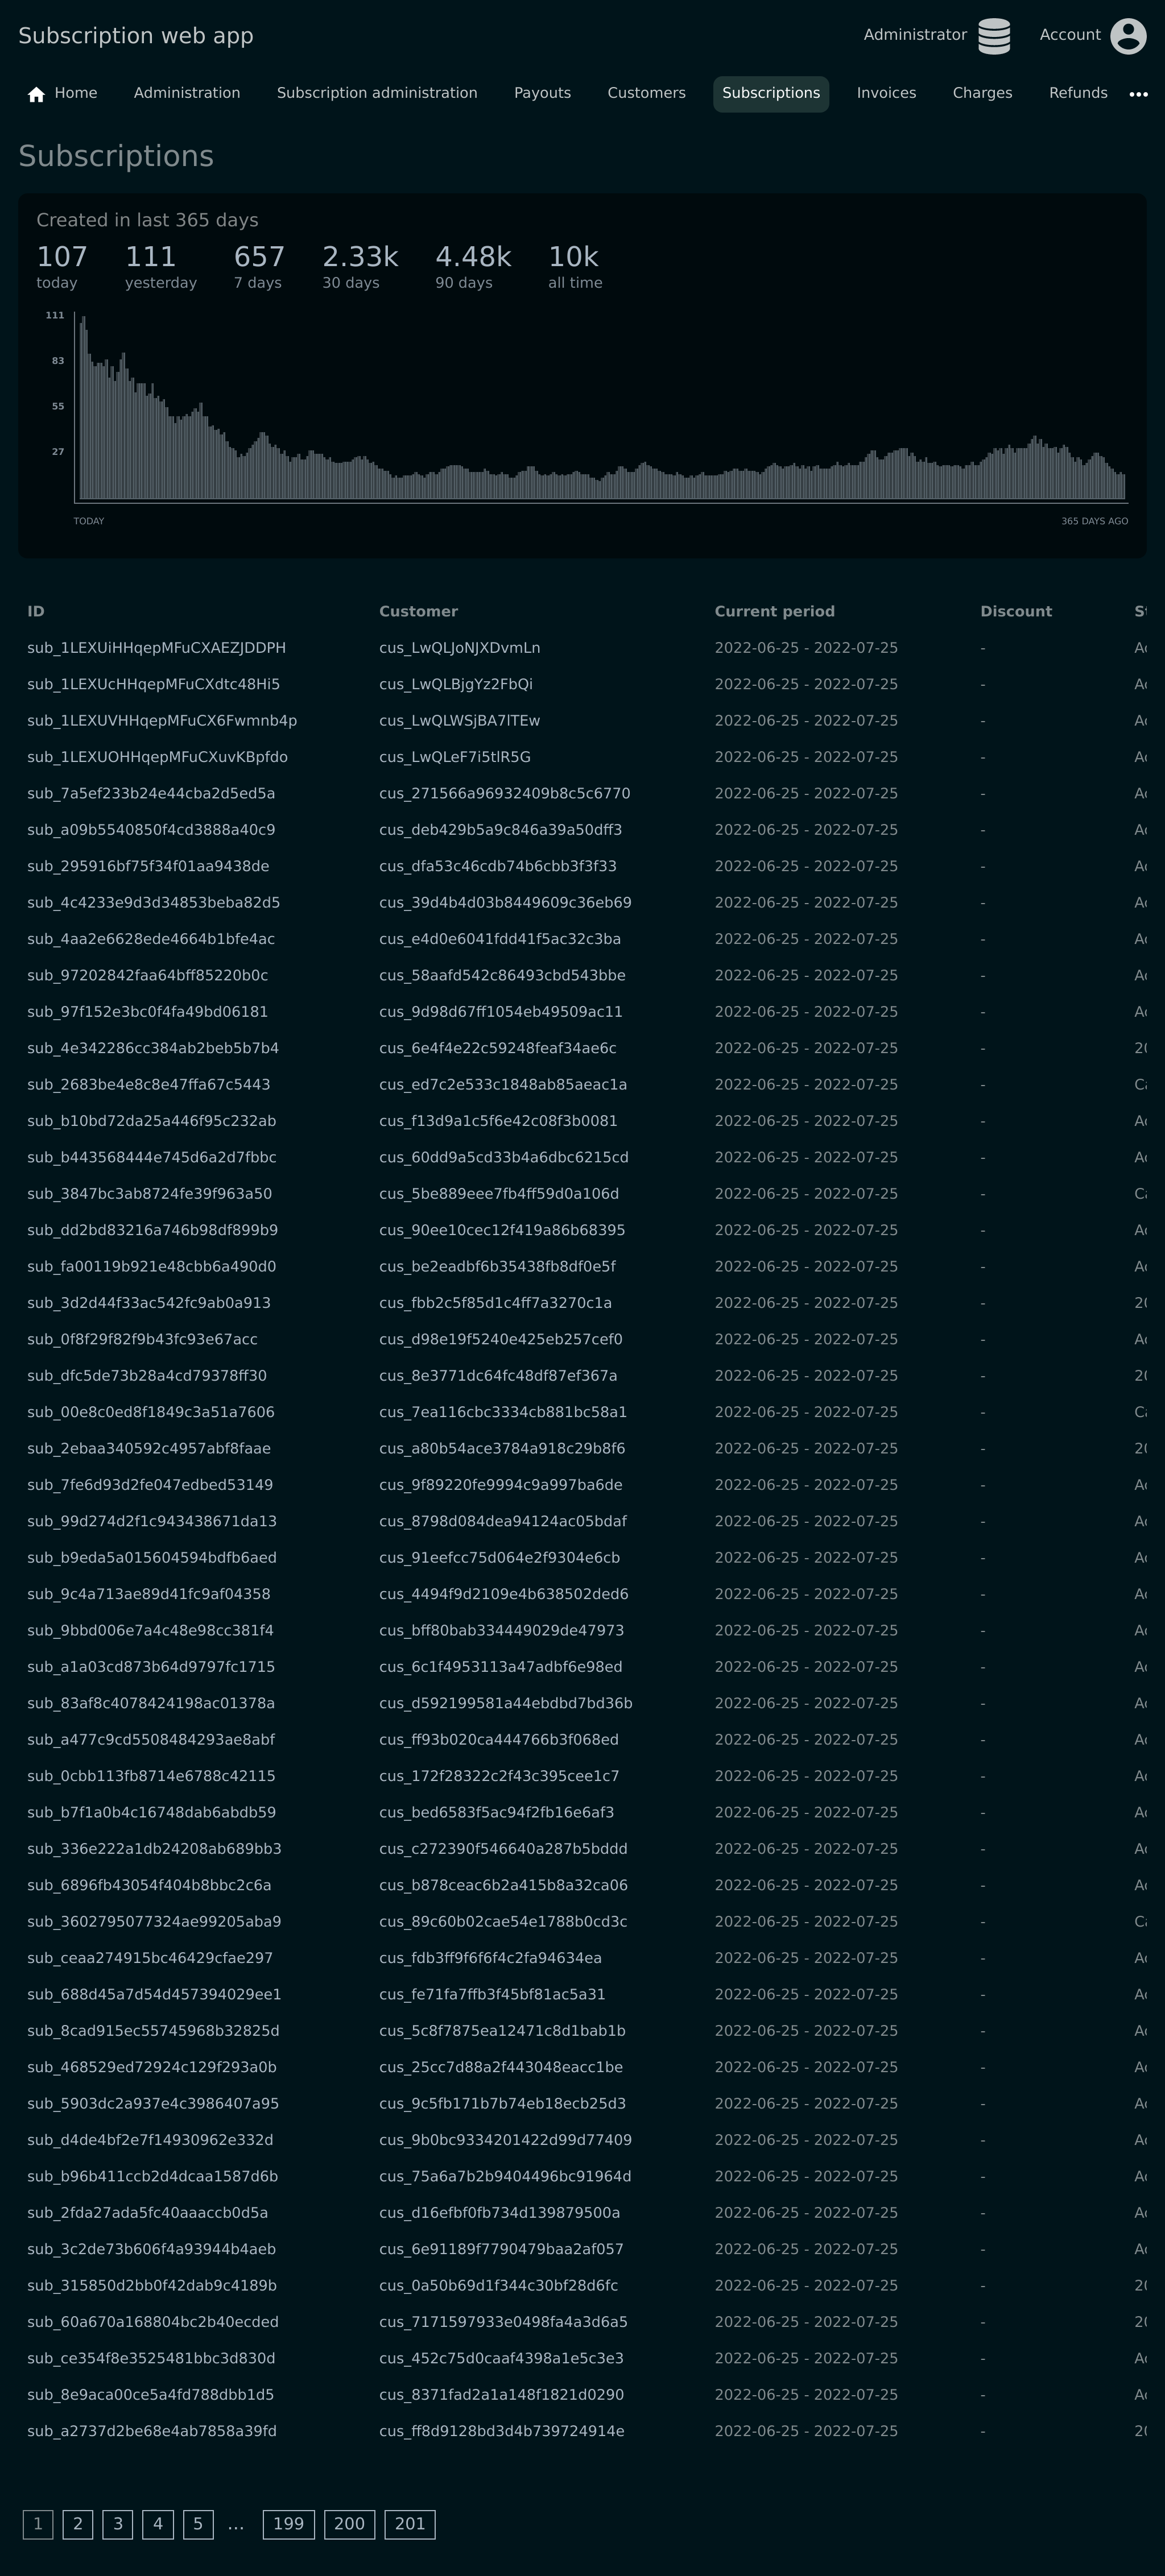 Subscription web app Administrator Account
Home Administration Subscription administration Payouts Customers Subscriptions Invoices Charges Refunds •••
Subscriptions
Created in last 365 days
107 111 657 2.33k 4.48k 10k
today yesterday 7 days 30 days 90 days all time
111
83
55
27
TODAY 365 DAYS AGO
ID Customer Current period Discount
sub_1LEXUiHHqepMFuCXAEZJDDPH cus_LwQLJoNJXDvmLn 2022-06-25 - 2022-07-25 -
sub_1LEXUcHHqepMFuCXdtc48Hi5 cus_LwQLBjgYz2FbQi 2022-06-25 - 2022-07-25 -
sub_1LEXUVHHqepMFuCX6Fwmnb4p cus_LwQLWSjBA7lTEw 2022-06-25 - 2022-07-25 -
sub_1LEXUOHHqepMFuCXuvKBpfdo cus_LwQLeF7i5tlR5G 2022-06-25 - 2022-07-25 -
sub_7a5ef233b24e44cba2d5ed5a cus_271566a96932409b8c5c6770 2022-06-25 - 2022-07-25 -
sub_a09b5540850f4cd3888a40c9 cus_deb429b5a9c846a39a50dff3 2022-06-25 - 2022-07-25 -
sub_295916bf75f34f01aa9438de cus_dfa53c46cdb74b6cbb3f3f33 2022-06-25 - 2022-07-25 -
sub_4c4233e9d3d34853beba82d5 cus_39d4b4d03b8449609c36eb69 2022-06-25 - 2022-07-25 -
sub_4aa2e6628ede4664b1bfe4ac cus_e4d0e6041fdd41f5ac32c3ba 2022-06-25 - 2022-07-25 -
sub_97202842faa64bff85220b0c cus_58aafd542c86493cbd543bbe 2022-06-25 - 2022-07-25 -
sub_97f152e3bc0f4fa49bd06181 cus_9d98d67ff1054eb49509ac11 2022-06-25 - 2022-07-25 -
sub_4e342286cc384ab2beb5b7b4 cus_6e4f4e22c59248feaf34ae6c 2022-06-25 - 2022-07-25 -
sub_2683be4e8c8e47ffa67c5443 cus_ed7c2e533c1848ab85aeac1a 2022-06-25 - 2022-07-25 -
sub_b10bd72da25a446f95c232ab cus_f13d9a1c5f6e42c08f3b0081 2022-06-25 - 2022-07-25 -
sub_b443568444e745d6a2d7fbbc cus_60dd9a5cd33b4a6dbc6215cd 2022-06-25 - 2022-07-25 -
sub_3847bc3ab8724fe39f963a50 cus_5be889eee7fb4ff59d0a106d 2022-06-25 - 2022-07-25 -
sub_dd2bd83216a746b98df899b9 cus_90ee10cec12f419a86b68395 2022-06-25 - 2022-07-25 -
sub_fa00119b921e48cbb6a490d0 cus_be2eadbf6b35438fb8df0e5f 2022-06-25 - 2022-07-25 -
sub_3d2d44f33ac542fc9ab0a913 cus_fbb2c5f85d1c4ff7a3270c1a 2022-06-25 - 2022-07-25 -
sub_0f8f29f82f9b43fc93e67acc cus_d98e19f5240e425eb257cef0 2022-06-25 - 2022-07-25 -
sub_dfc5de73b28a4cd79378ff30 cus_8e3771dc64fc48df87ef367a 2022-06-25 - 2022-07-25 -
sub_00e8c0ed8f1849c3a51a7606 cus_7ea116cbc3334cb881bc58a1 2022-06-25 - 2022-07-25 -
sub_2ebaa340592c4957abf8faae cus_a80b54ace3784a918c29b8f6 2022-06-25 - 2022-07-25 -
sub_7fe6d93d2fe047edbed53149 cus_9f89220fe9994c9a997ba6de 2022-06-25 - 2022-07-25 -
sub_99d274d2f1c943438671da13 cus_8798d084dea94124ac05bdaf 2022-06-25 - 2022-07-25 -
sub_b9eda5a015604594bdfb6aed cus_91eefcc75d064e2f9304e6cb 2022-06-25 - 2022-07-25 -
sub_9c4a713ae89d41fc9af04358 cus_4494f9d2109e4b638502ded6 2022-06-25 - 2022-07-25 -
sub_9bbd006e7a4c48e98cc381f4 cus_bff80bab334449029de47973 2022-06-25 - 2022-07-25 -
sub_a1a03cd873b64d9797fc1715 cus_6c1f4953113a47adbf6e98ed 2022-06-25 - 2022-07-25 -
sub_83af8c4078424198ac01378a cus_d592199581a44ebdbd7bd36b 2022-06-25 - 2022-07-25 -
sub_a477c9cd5508484293ae8abf cus_ff93b020ca444766b3f068ed 2022-06-25 - 2022-07-25 -
sub_0cbb113fb8714e6788c42115 cus_172f28322c2f43c395cee1c7 2022-06-25 - 2022-07-25 -
sub_b7f1a0b4c16748dab6abdb59 cus_bed6583f5ac94f2fb16e6af3 2022-06-25 - 2022-07-25 -
sub_336e222a1db24208ab689bb3 cus_c272390f546640a287b5bddd 2022-06-25 - 2022-07-25 -
sub_6896fb43054f404b8bbc2c6a cus_b878ceac6b2a415b8a32ca06 2022-06-25 - 2022-07-25 -
sub_3602795077324ae99205aba9 cus_89c60b02cae54e1788b0cd3c 2022-06-25 - 2022-07-25 -
sub_ceaa274915bc46429cfae297 cus_fdb3ff9f6f6f4c2fa94634ea 2022-06-25 - 2022-07-25 -
sub_688d45a7d54d457394029ee1 cus_fe71fa7ffb3f45bf81ac5a31 2022-06-25 - 2022-07-25 -
sub_8cad915ec55745968b32825d cus_5c8f7875ea12471c8d1bab1b 2022-06-25 - 2022-07-25 -
sub_468529ed72924c129f293a0b cus_25cc7d88a2f443048eacc1be 2022-06-25 - 2022-07-25 -
sub_5903dc2a937e4c3986407a95 cus_9c5fb171b7b74eb18ecb25d3 2022-06-25 - 2022-07-25 -
sub_d4de4bf2e7f14930962e332d cus_9b0bc9334201422d99d77409 2022-06-25 - 2022-07-25 -
sub_b96b411ccb2d4dcaa1587d6b cus_75a6a7b2b9404496bc91964d 2022-06-25 - 2022-07-25 -
sub_2fda27ada5fc40aaaccb0d5a cus_d16efbf0fb734d139879500a 2022-06-25 - 2022-07-25 -
sub_3c2de73b606f4a93944b4aeb cus_6e91189f7790479baa2af057 2022-06-25 - 2022-07-25 -
sub_315850d2bb0f42dab9c4189b cus_0a50b69d1f344c30bf28d6fc 2022-06-25 - 2022-07-25 -
sub_60a670a168804bc2b40ecded cus_7171597933e0498fa4a3d6a5 2022-06-25 - 2022-07-25 -
sub_ce354f8e3525481bbc3d830d cus_452c75d0caaf4398a1e5c3e3 2022-06-25 - 2022-07-25 -
sub_8e9aca00ce5a4fd788dbb1d5 cus_8371fad2a1a148f1821d0290 2022-06-25 - 2022-07-25 -
sub_a2737d2be68e4ab7858a39fd cus_ff8d9128bd3d4b739724914e 2022-06-25 - 2022-07-25 -
1 2 3 4 5 ... 199 200 201